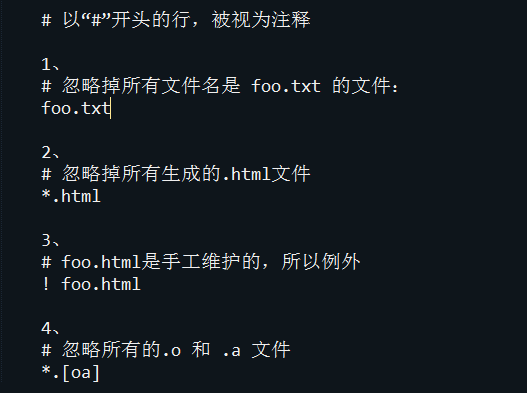 # 以“#”开头的行，被视为注释
1、
# 忽略掉所有文件名是 foo.txt 的文件：
foo.txt
2、
# 忽略掉所有生成的.html文件
*.html
3、
# foo.html是手工维护的，所以例外
! foo.html
4、
# 忽略所有的.o 和 .a 文件
*.[oa]